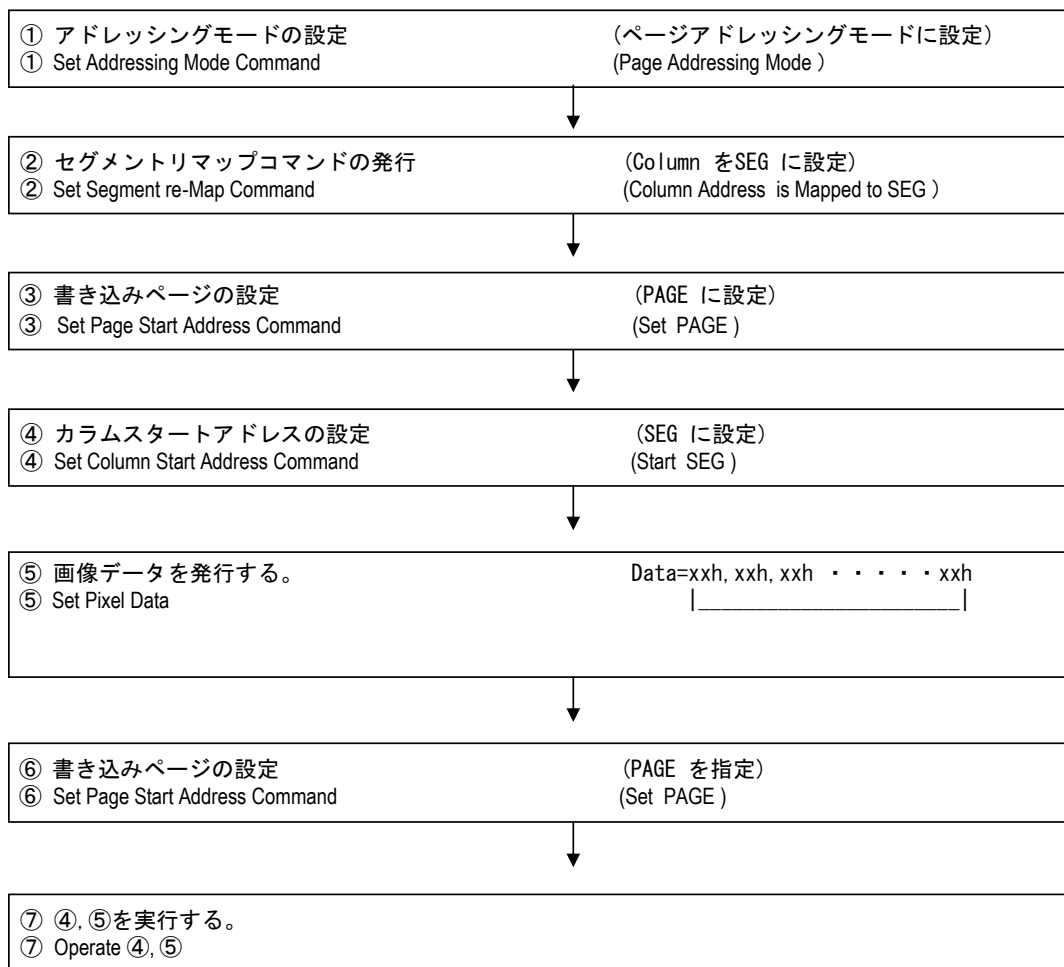 ① アドレッシングモードの設定 (ページアドレッシングモードに設定)
① Set Addressing Mode Command (Page Addressing Mode )
② セグメントリマップコマンドの発行 (Column をSEG に設定)
② Set Segment re-Map Command (Column Address is Mapped to SEG )
③ 書き込みページの設定 (PAGE に設定)
③ Set Page Start Address Command (Set PAGE )
④ カラムスタートアドレスの設定 (SEG に設定)
④ Set Column Start Address Command (Start SEG )
⑤ 画像データを発行する。 Data=xxh,xxh,xxh ・・・・・xxh
⑤ Set Pixel Data |_______________________|
⑥ 書き込みページの設定 (PAGE を指定)
⑥ Set Page Start Address Command (Set PAGE )
⑦ ④,⑤を実行する。
⑦ Operate ④,⑤